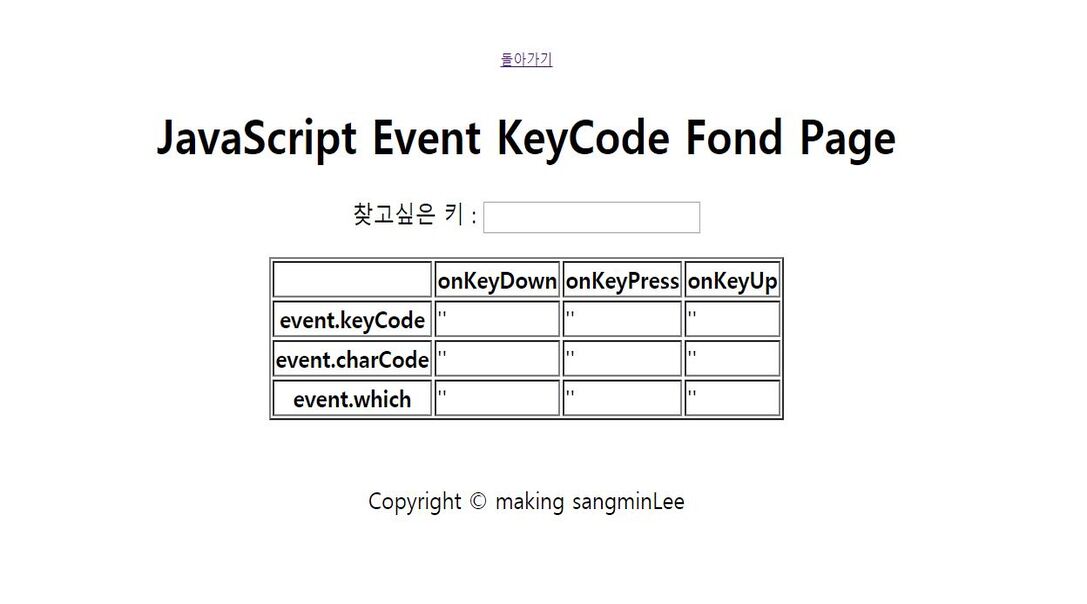 돌아가기
JavaScript Event KeyCode Fond Page
찾고싶은 키 :
onKeyDown onKeyPress onKeyUp
event.keyCode '' '' ''
event.charCode '' '' ''
event.which '' '' ''
Copyright © making sangminLee